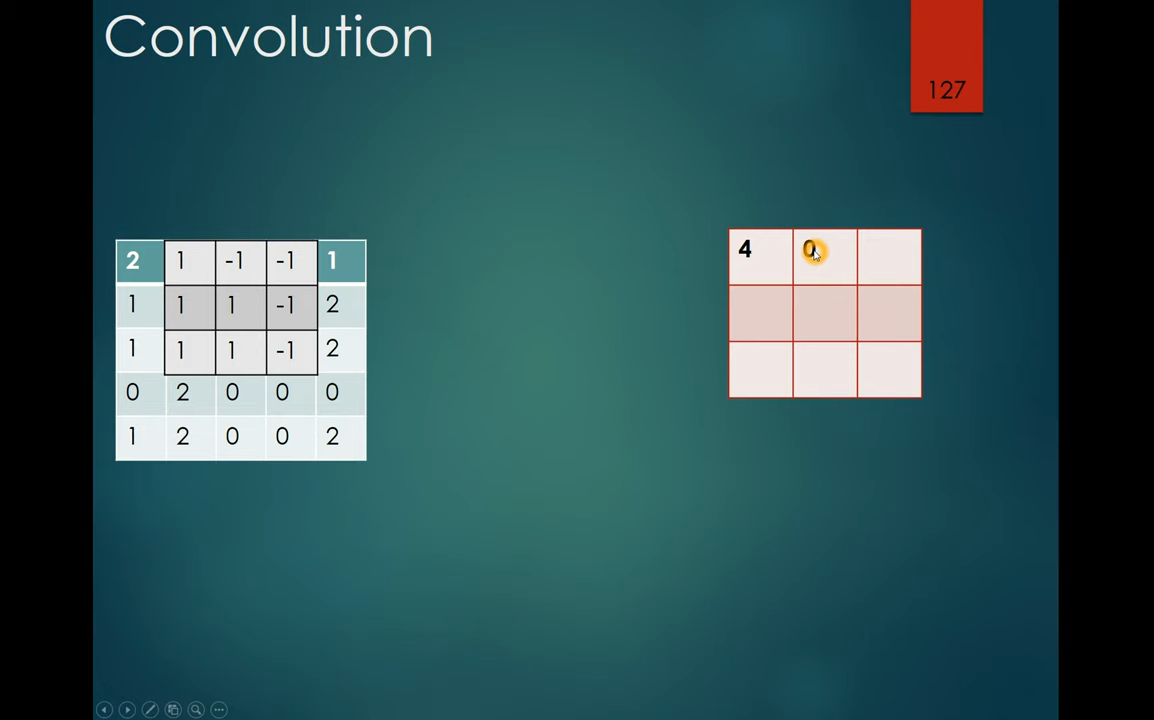 Convolution
127
2 1 -1 -1 1
1 1 1 -1 2
1 1 1 -1 2
0 2 0 0 0
1 2 0 0 2
4 0